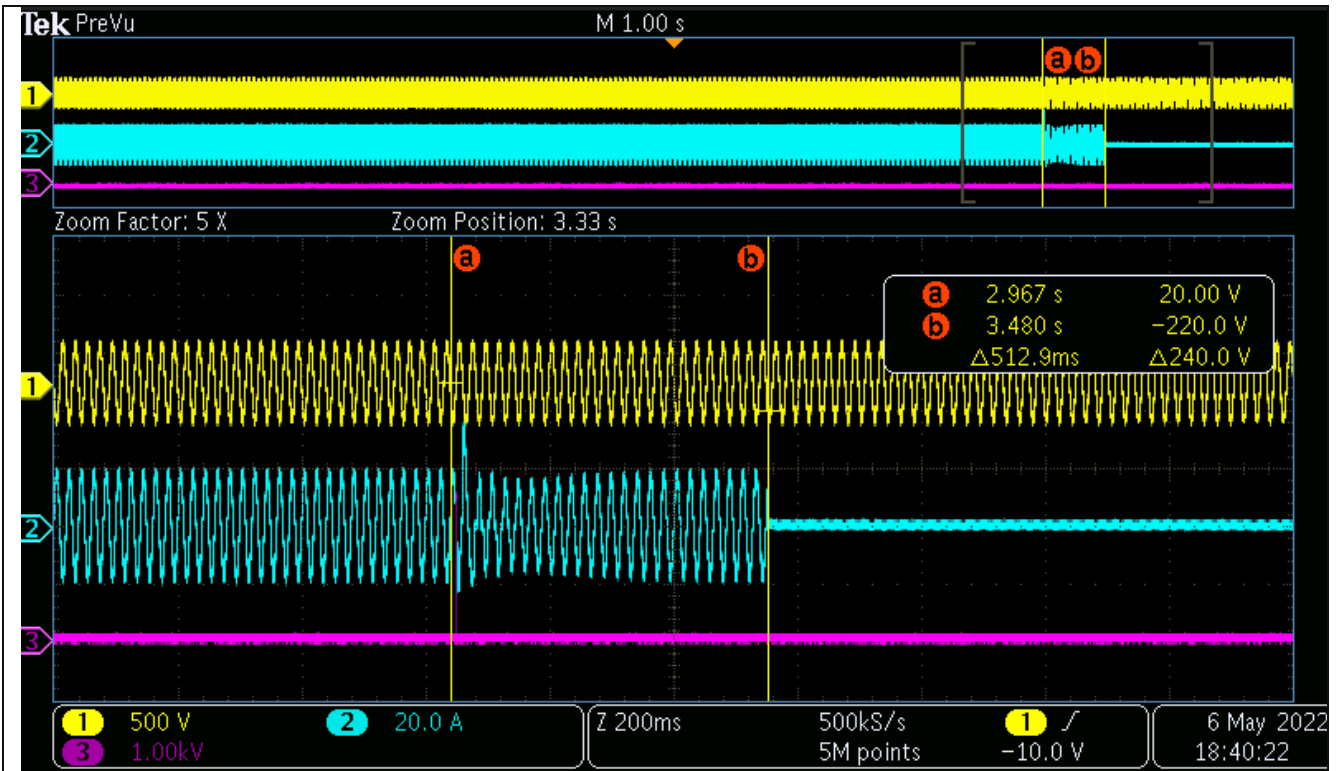 Tek PreVu M 1.00 s
a b
1
2
3
Zoom Factor: 5 X Zoom Position: 3.33 s
a b
a 2.967 s 20.00 V
b 3.480 s −220.0 V
△512.9ms △240.0 V
1
2
3
1 500 V 2 20.0 A Z 200ms 500kS/s 1 6 May 2022
3 1.00kV 5M points −10.0 V 18:40:22